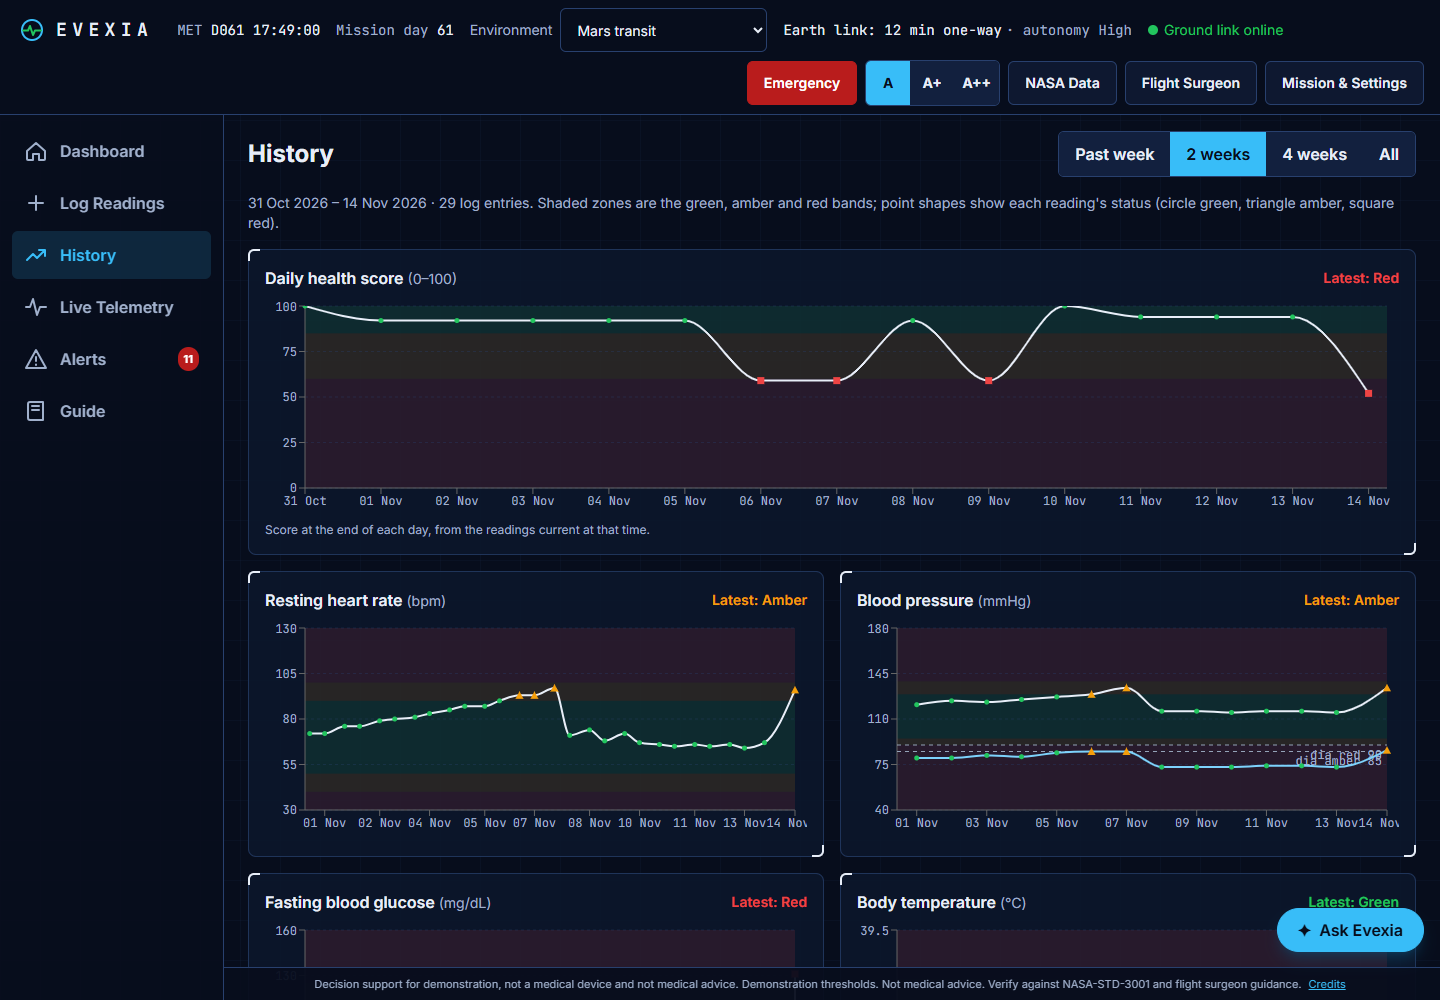 EVEXIA MET D061 17:49:00 Mission day 61 Environment Mars transit Earth link: 12 min one-way · autonomy High Ground link online
Emergency A A+ A++ NASA Data Flight Surgeon Mission & Settings
Dashboard
Log Readings
History
Live Telemetry
Alerts 11
Guide
History
Past week 2 weeks 4 weeks All
31 Oct 2026 – 14 Nov 2026 · 29 log entries. Shaded zones are the green, amber and red bands; point shapes show each reading's status (circle green, triangle amber, square
red).
Daily health score (0–100) Latest: Red
100
75
50
25
0
31 Oct 01 Nov 02 Nov 03 Nov 04 Nov 05 Nov 06 Nov 07 Nov 08 Nov 09 Nov 10 Nov 11 Nov 12 Nov 13 Nov 14 Nov
Score at the end of each day, from the readings current at that time.
Resting heart rate (bpm) Latest: Amber
130
105
80
55
30
01 Nov 02 Nov 04 Nov 05 Nov 07 Nov 08 Nov 10 Nov 11 Nov 13 Nov 14 Nov
Blood pressure (mmHg) Latest: Amber
180
145
110
75
40
dia red 90
dia amber 85
01 Nov 03 Nov 05 Nov 07 Nov 09 Nov 11 Nov 13 Nov 14 Nov
Fasting blood glucose (mg/dL) Latest: Red
160
130
Body temperature (°C) Latest: Green
39.5
Ask Evexia
Decision support for demonstration, not a medical device and not medical advice. Demonstration thresholds. Not medical advice. Verify against NASA-STD-3001 and flight surgeon guidance. Credits